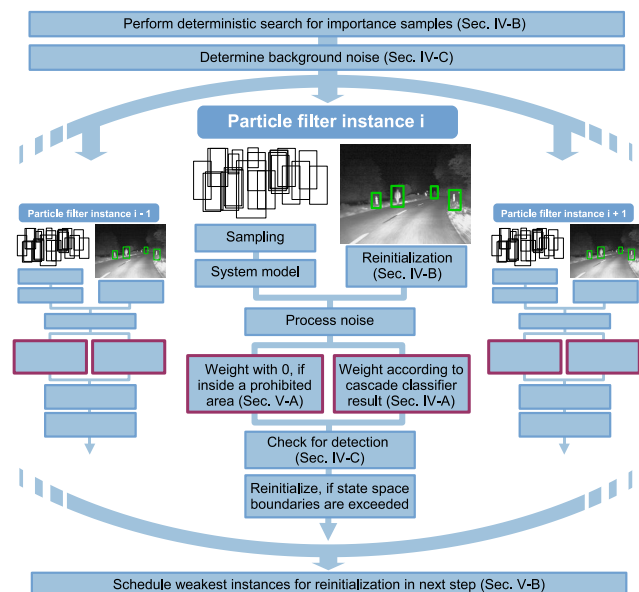 Perform deterministic search for importance samples (Sec. IV-B)
Determine background noise (Sec. IV-C)
Particle filter instance i
Particle filter instance i - 1
Particle filter instance i + 1
Sampling
System model
Reinitialization
(Sec. IV-B)
Process noise
Weight with 0, if
inside a prohibited
area (Sec. V-A)
Weight according to
cascade classifier
result (Sec. IV-A)
Check for detection
(Sec. IV-C)
Reinitialize, if state space
boundaries are exceeded
Schedule weakest instances for reinitialization in next step (Sec. V-B)